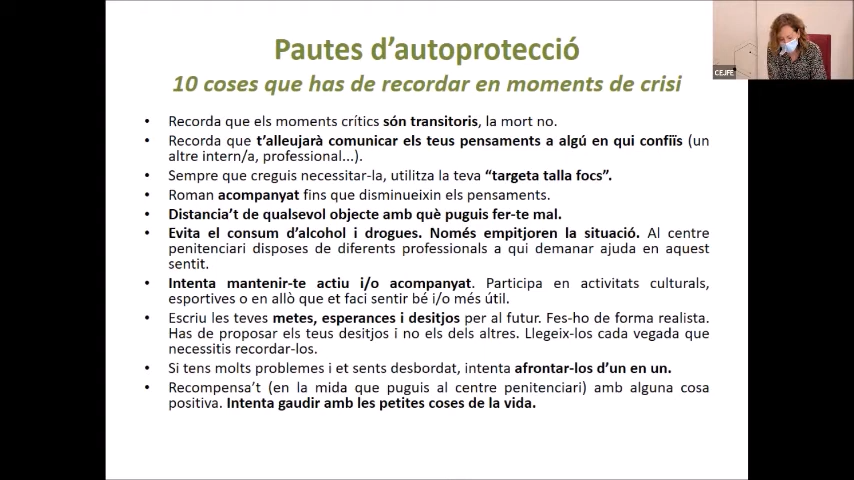 Pautes d'autoprotecció
10 coses que has de recordar en moments de crisi
CEJFE
• Recorda que els moments crítics són transitoris, la mort no.
• Recorda que t'alleujarà comunicar els teus pensaments a algú en qui confiïs (un
altre intern/a, professional...).
• Sempre que creguis necessitar-la, utilitza la teva “targeta talla focs”.
• Roman acompanyat fins que disminueixin els pensaments.
• Distancia't de qualsevol objecte amb què puguis fer-te mal.
• Evita el consum d'alcohol i drogues. Només empitjoren la situació. Al centre
penitenciari disposes de diferents professionals a qui demanar ajuda en aquest
sentit.
• Intenta mantenir-te actiu i/o acompanyat. Participa en activitats culturals,
esportives o en allò que et faci sentir bé i/o més útil.
• Escriu les teves metes, esperances i desitjos per al futur. Fes-ho de forma realista.
Has de proposar els teus desitjos i no els dels altres. Llegeix-los cada vegada que
necessitis recordar-los.
• Si tens molts problemes i et sents desbordat, intenta afrontar-los d'un en un.
• Recompensa't (en la mida que puguis al centre penitenciari) amb alguna cosa
positiva. Intenta gaudir amb les petites coses de la vida.